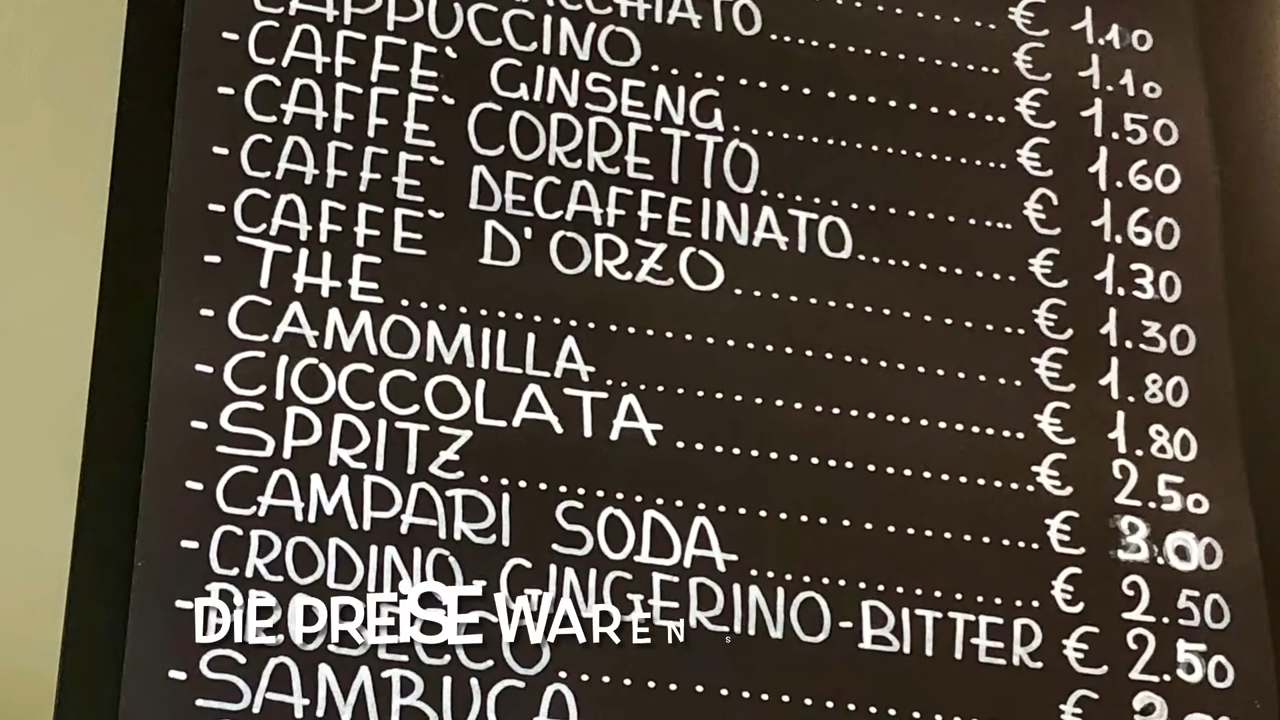 € 1.10
MACCHIATO..........€ 1.10
CAPPUCCINO..........€ 1.50
-CAFFE` GINSENG..........€ 1.60
-CAFFE` CORRETTO..........€ 1.60
-CAFFE` DECAFFEINATO..........€ 1.30
-CAFFE` D'ORZO..........€ 1.30
-THE..........€ 1.80
-CAMOMILLA..........€ 1.80
-CIOCCOLATA..........€ 2.50
-SPRITZ..........€ 3.00
-CAMPARI SODA..........€ 2.50
-CRODINO-GINGERINO-BITTER € 2.50
-PROSECCO..........€
-SAMBUCA
DIE PREISE WAREN s